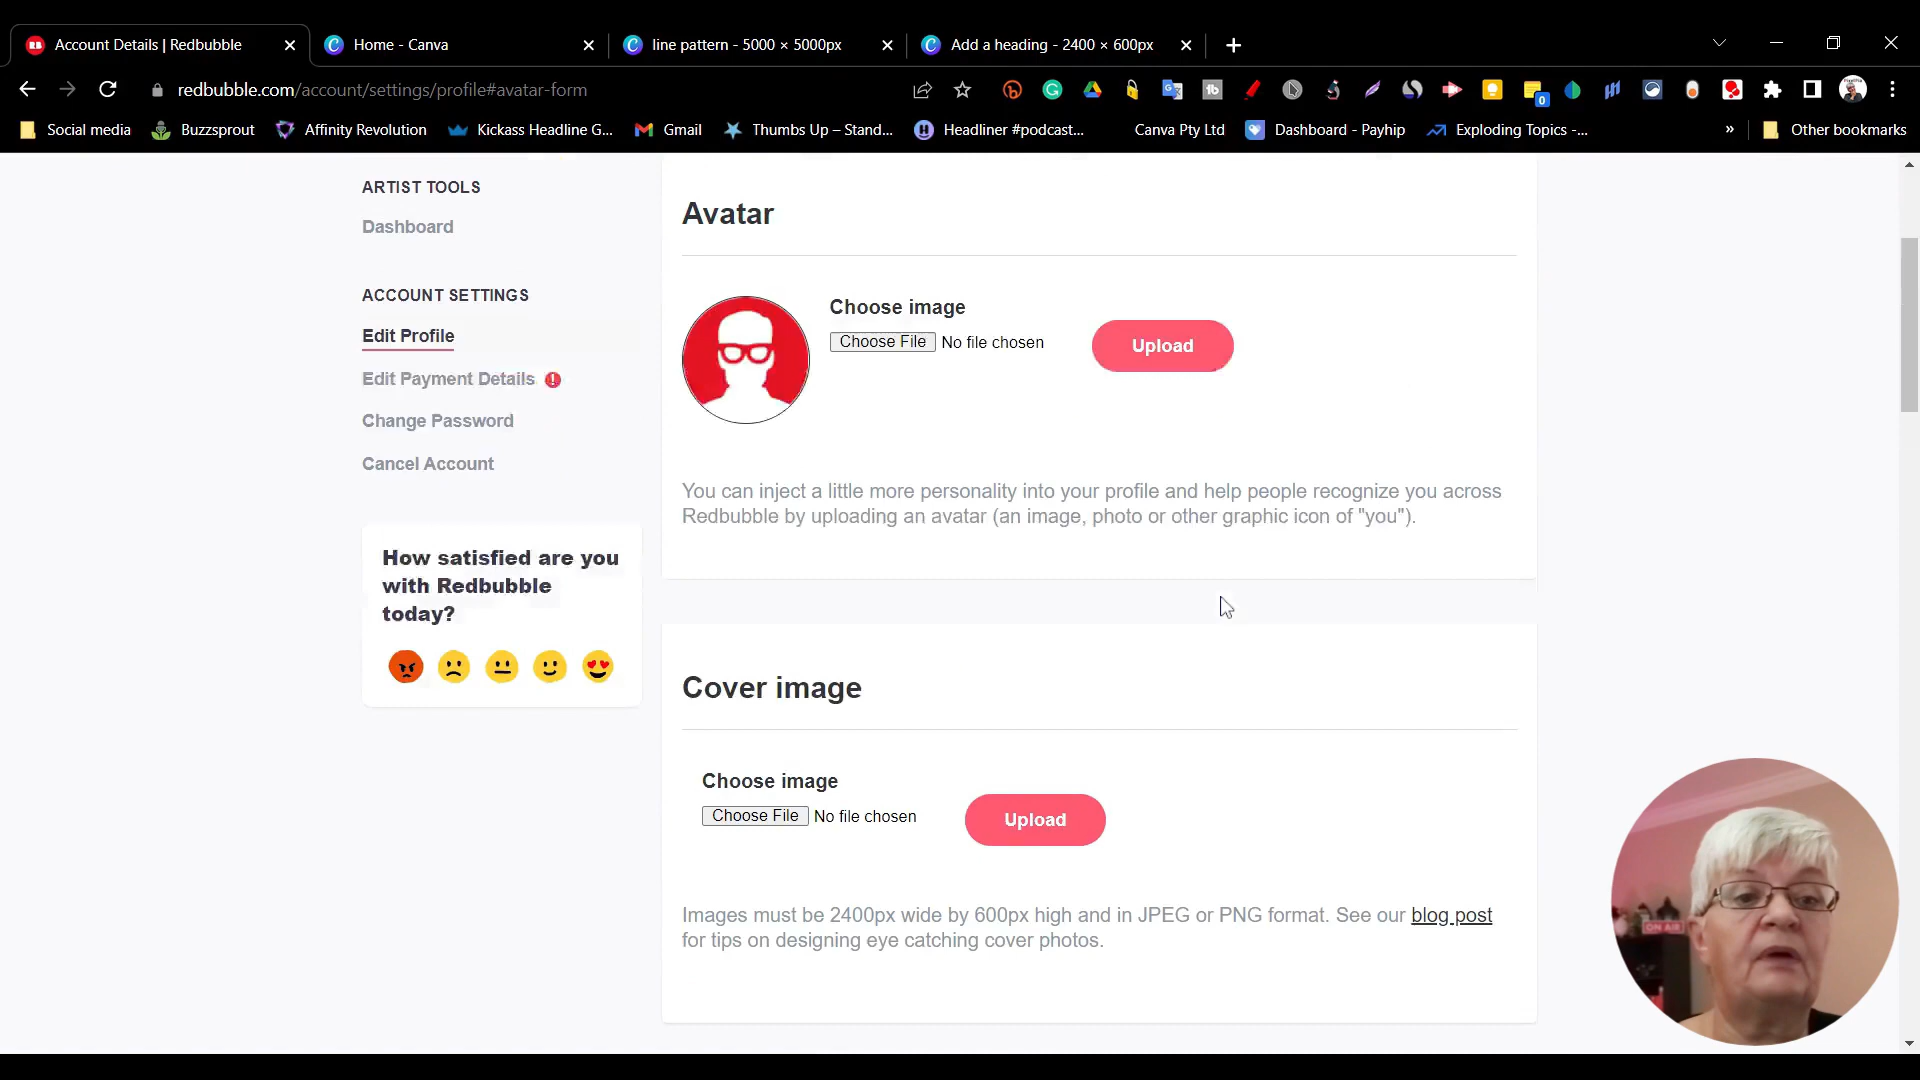 Account Details | Redbubble
Home - Canva
line pattern - 5000 × 5000px
Add a heading - 2400 × 600px
redbubble.com/account/settings/profile#avatar-form
Social media
Buzzsprout
Affinity Revolution
Kickass Headline G...
Gmail
Thumbs Up – Stand...
Headliner #podcast...
Canva Pty Ltd
Dashboard - Payhip
Exploding Topics -...
»
Other bookmarks
ARTIST TOOLS
Dashboard
ACCOUNT SETTINGS
Edit Profile
Edit Payment Details
Change Password
Cancel Account
How satisfied are you
with Redbubble
today?
Avatar
Choose image
Choose File No file chosen
Upload
You can inject a little more personality into your profile and help people recognize you across
Redbubble by uploading an avatar (an image, photo or other graphic icon of "you").
Cover image
Choose image
Choose File No file chosen
Upload
Images must be 2400px wide by 600px high and in JPEG or PNG format. See our blog post
for tips on designing eye catching cover photos.
ON AIR